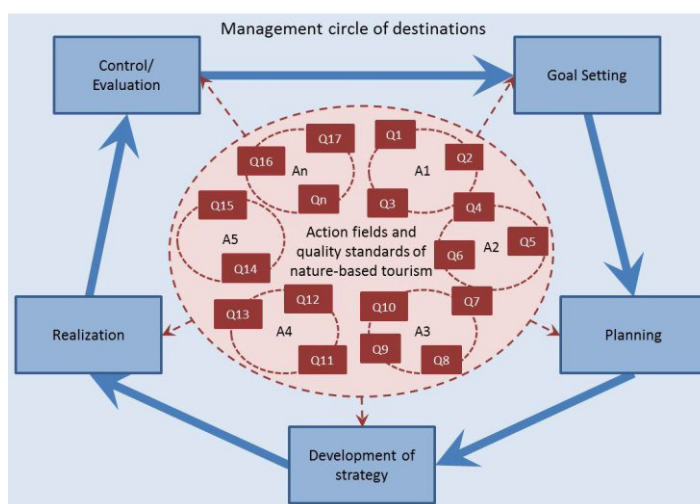 Management circle of destinations
Control/
Evaluation
Goal Setting
Q17
Q1
Q16
Q2
An
A1
Qn
Q3
Q15
Q4
Action fields and
quality standards of
nature-based tourism
A5
Q5
Q6
A2
Q14
Q12
Q10
Q7
Q13
A4
A3
Q9
Q11
Q8
Realization
Planning
Development of
strategy